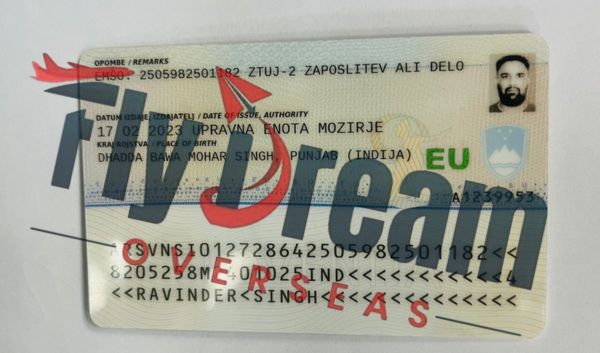 OPOMBE / REMARKS
EMŠO: 2505982501182 ZTUJ-2 ZAPOSLITEV ALI DELO
DATUM IZDAJE, IZDAJATELJ / DATE OF ISSUE, AUTHORITY
17 02 2023 UPRAVNA ENOTA MOZIRJE
KRAJ ROJSTVA / PLACE OF BIRTH
DHADDA BAWA MOHAR SINGH, PUNJAB (INDIJA)
EU
A1239953
Fly Dream
OVERSEAS
ARSVNSI012728642505982501182<<
<<<<<<<<<<<4
<<RAVINDER<SINGH<<<<<<<<<<<<<<